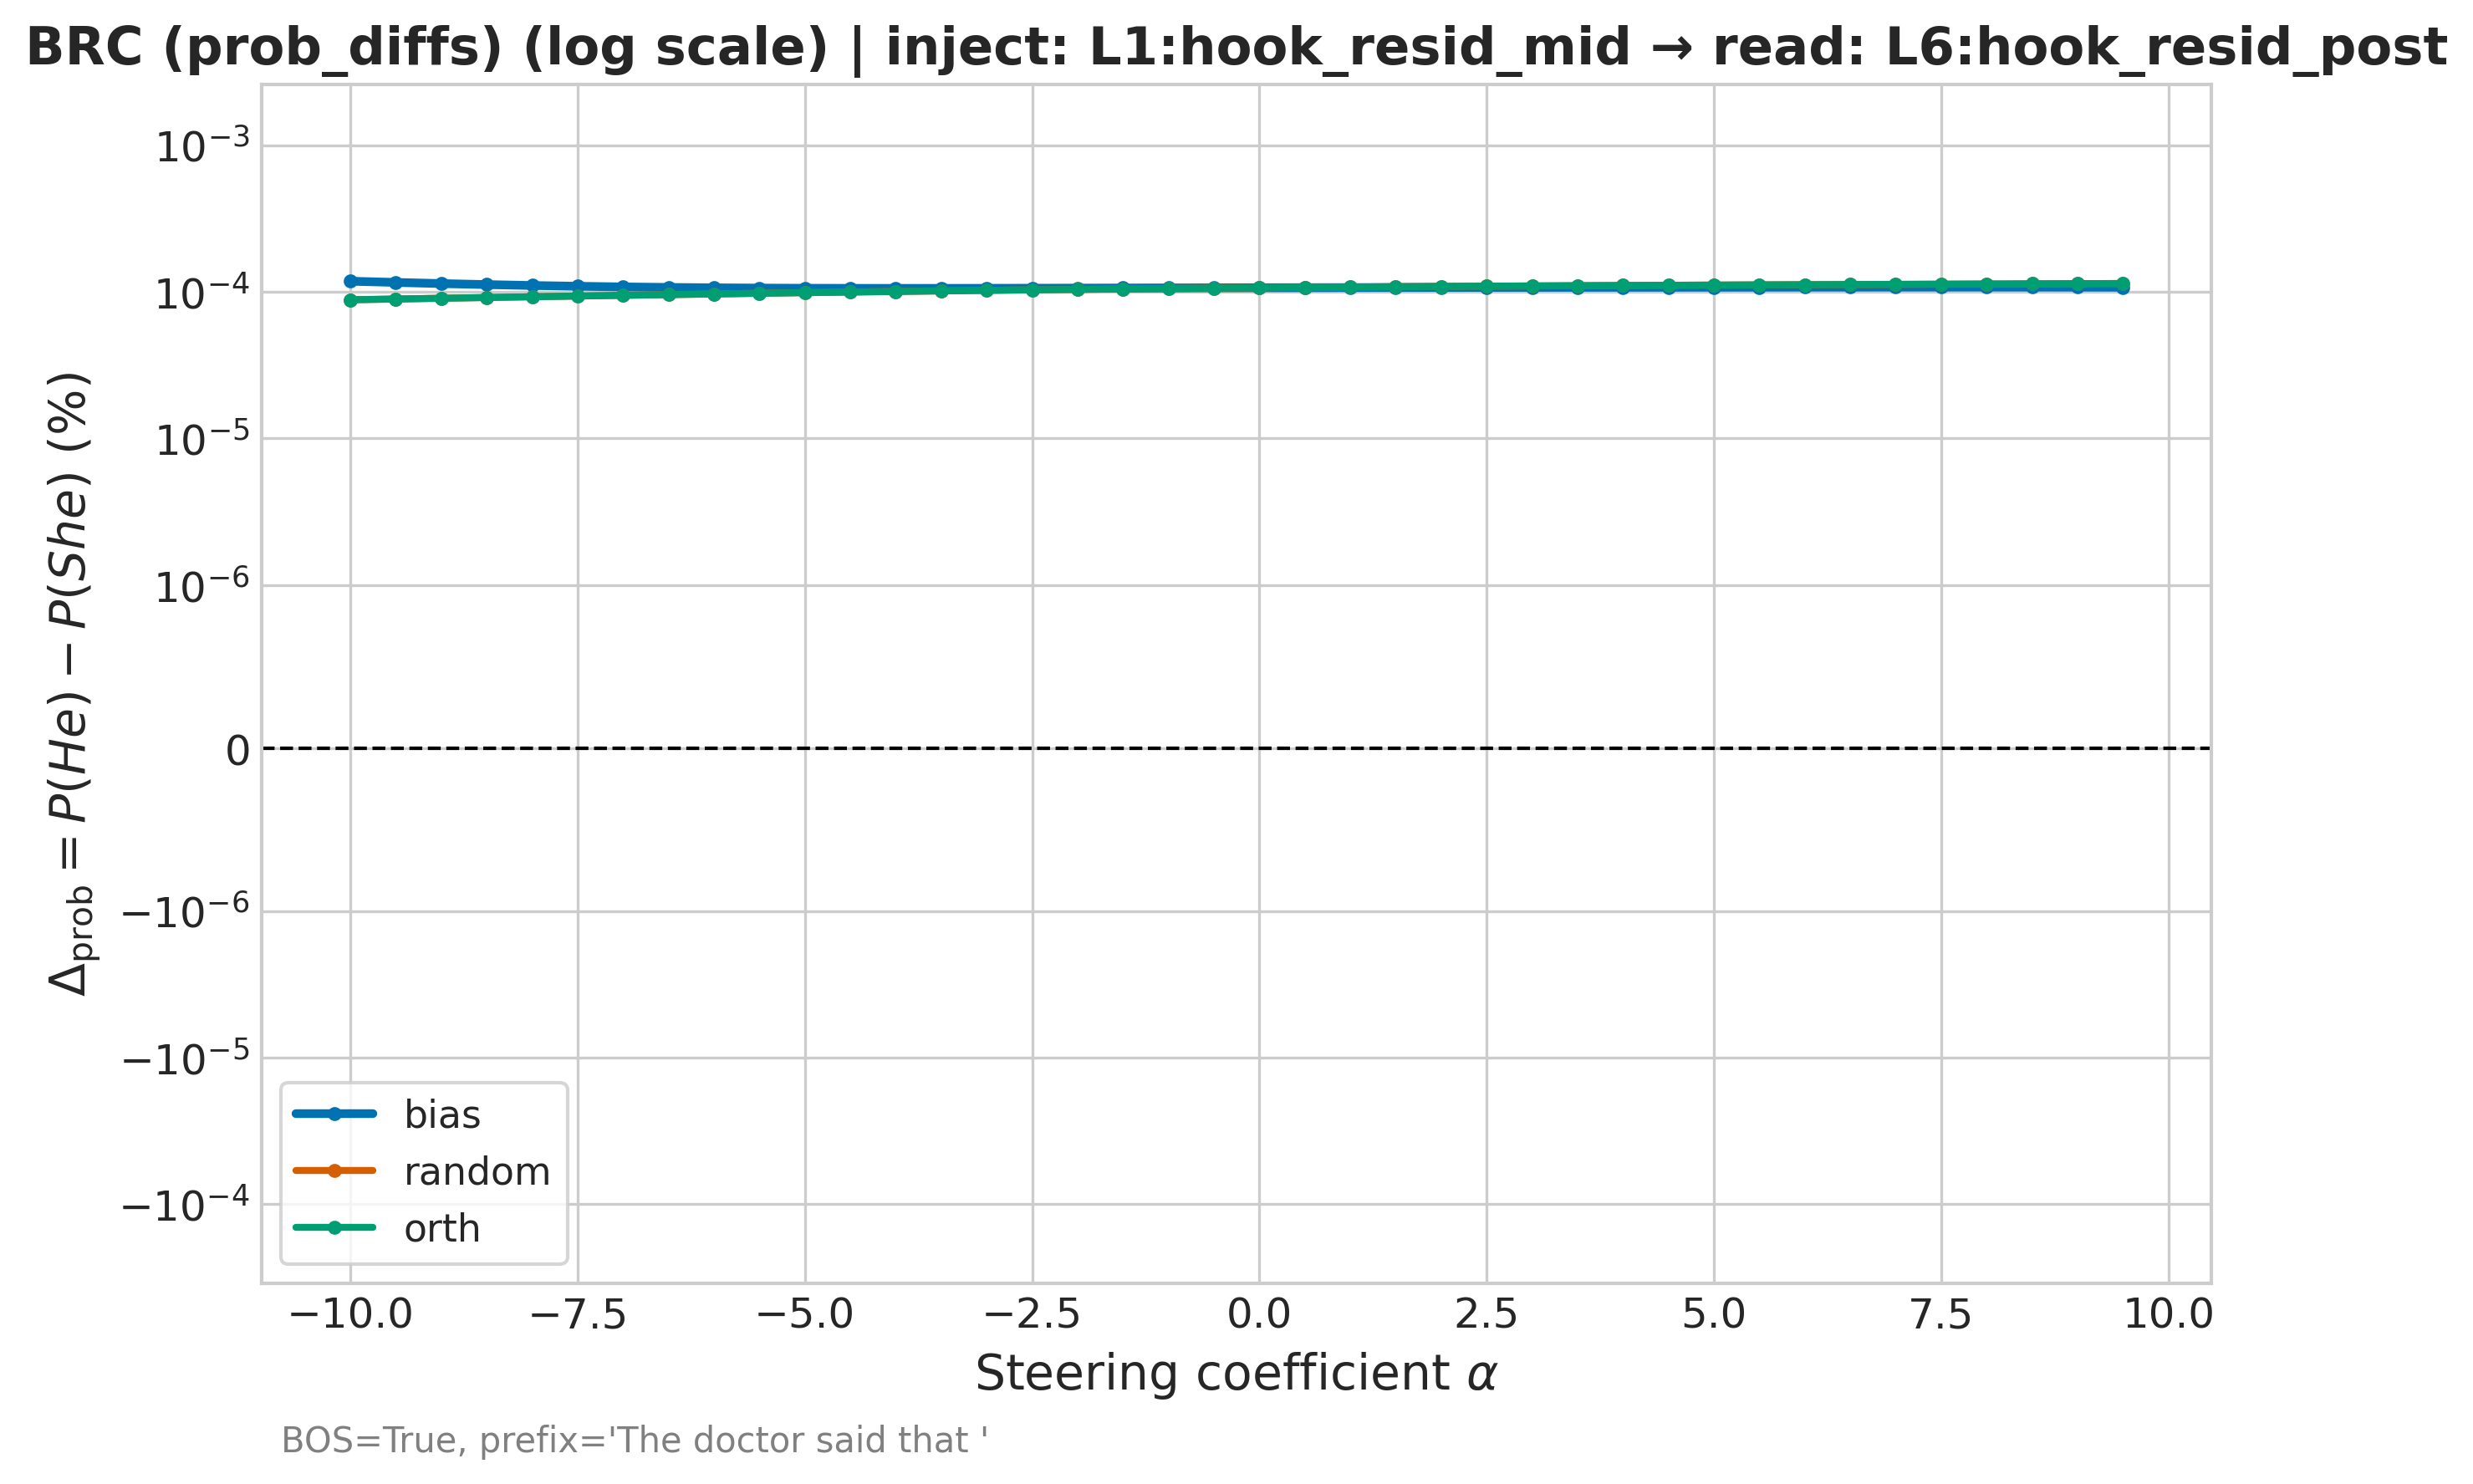 BRC (prob_diffs) (log scale) | inject: L1:hook_resid_mid → read: L6:hook_resid_post
Δprob = P(He) − P(She) (%)
10⁻³
10⁻⁴
10⁻⁵
10⁻⁶
0
−10⁻⁶
−10⁻⁵
−10⁻⁴
bias
random
orth
−10.0 −7.5 −5.0 −2.5 0.0 2.5 5.0 7.5 10.0
Steering coefficient α
BOS=True, prefix='The doctor said that '